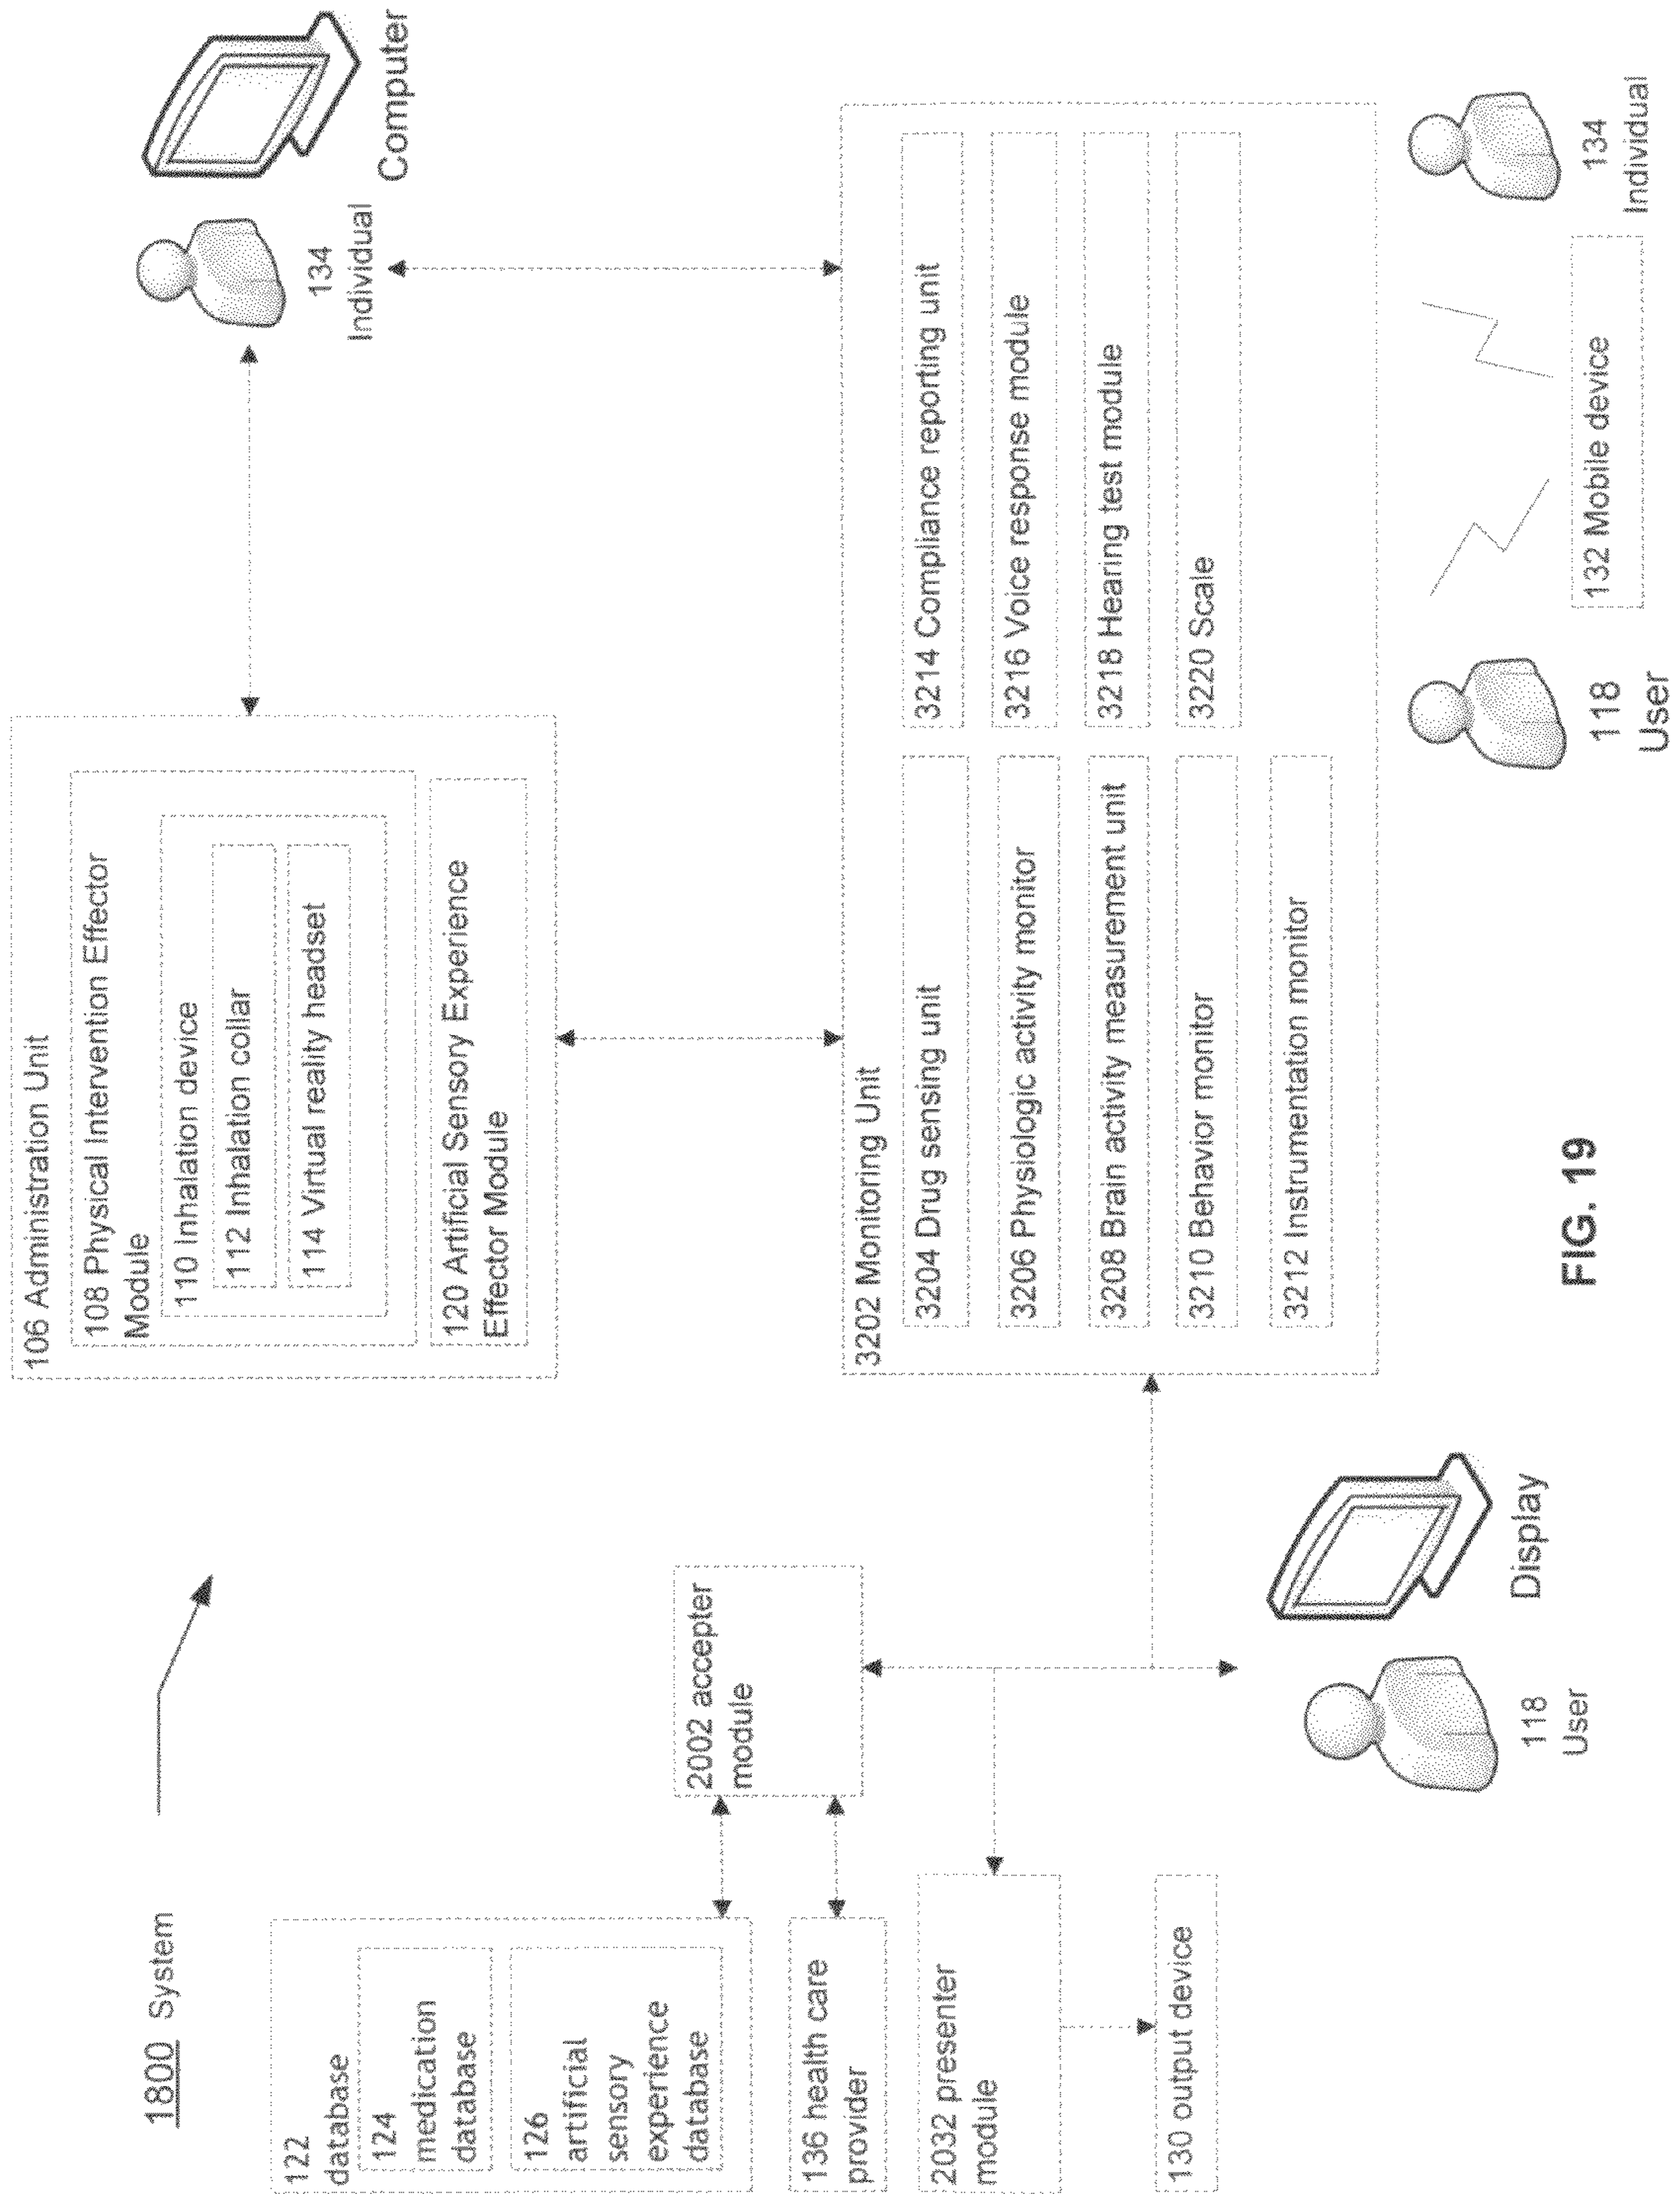 1800 System
122
database
124
medication
database
126
artificial
sensory
experience
database
136 health care
provider
2032 presenter
module
130 output device
2002 accepter
module
118
User
Display
106 Administration Unit
108 Physical Intervention Effector
Module
110 Inhalation device
112 Inhalation collar
114 Virtual reality headset
120 Artificial Sensory Experience
Effector Module
134
Individual
Computer
3202 Monitoring Unit
3204 Drug sensing unit
3206 Physiologic activity monitor
3208 Brain activity measurement unit
3210 Behavior monitor
3212 Instrumentation monitor
3214 Compliance reporting unit
3216 Voice response module
3218 Hearing test module
3220 Scale
118
User
132 Mobile device
134
Individual
FIG. 19